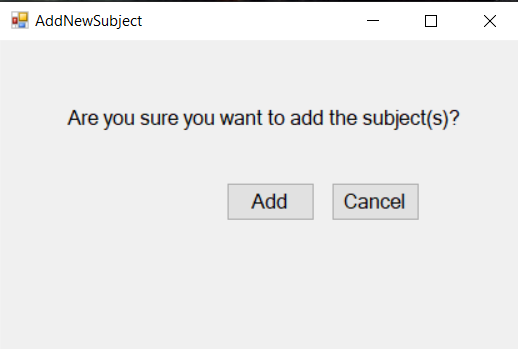 AddNewSubject
Are you sure you want to add the subject(s)?
Add Cancel